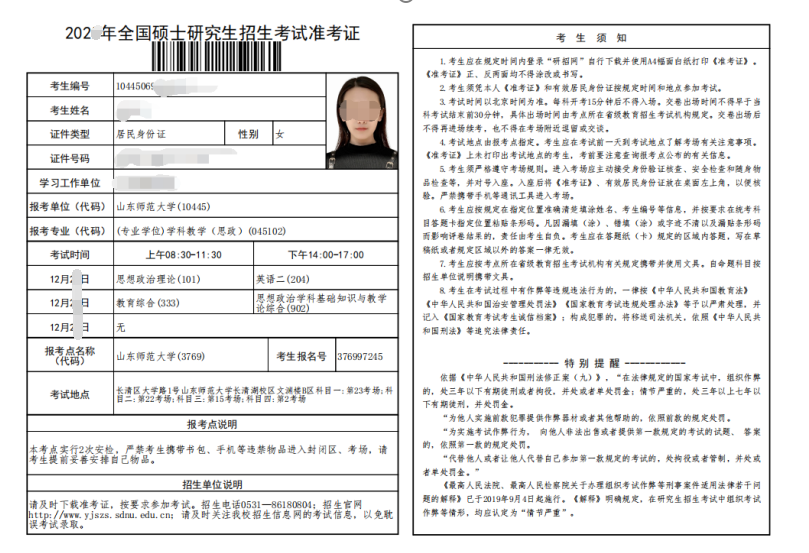 202 年全国硕士研究生招生考试准考证
考生编号
10445069
考生姓名
证件类型
居民身份证
性别
女
证件号码
学习工作单位
报考单位（代码）
山东师范大学(10445)
报考专业（代码）
(专业学位)学科教学（思政）(045102)
考试时间
上午08:30-11:30
下午14:00-17:00
12月2 日
思想政治理论(101)
英语二(204)
12月 日
教育综合(333)
思想政治学科基础知识与教学
论综合(902)
12月2 日
无
报考点名称
（代码）
山东师范大学(3769)
考生报名号
376997245
考试地点
长清区大学路1号山东师范大学长清湖校区文渊楼B区科目一:第23考场;科
目二:第22考场;科目三:第15考场;科目四:第2考场
报考点说明
本考点实行2次安检，严禁考生携带书包、手机等违禁物品进入封闭区、考场，请
考生提前妥善安排自己物品。
招生单位说明
请及时下载准考证，按要求参加考试。招生电话0531—86180804；招生官网
http://www.yjszs.sdnu.edu.cn；请及时关注我校招生信息网的考试信息，以免耽
误考试录取。
考 生 须 知
1.考生应在规定时间内登录“研招网”自行下载并使用A4幅面白纸打印《准考证》。
《准考证》正、反两面均不得涂改或书写。
2.考生须凭本人《准考证》和有效居民身份证按规定时间和地点参加考试。
3.考试时间以北京时间为准。每科开考15分钟后不得入场。交卷出场时间不得早于当
科考试结束前30分钟，具体出场时间由考点所在省级教育招生考试机构规定。交卷出场后
不得再进场续考，也不得在考场附近逗留或交谈。
4.考试地点由报考点指定。考生应在考试前一天到考试地点了解考场有关注意事项。
《准考证》上未打印出考试地点的考生，考前要注意查询报考点公布的有关信息。
5.考生须严格遵守考场规则。进入考场应主动接受身份验证核查、安全检查和随身物
品检查等，并对号入座。入座后将《准考证》、有效居民身份证放在桌面左上角，以便核
验。严禁携带手机等通讯工具进入考场。
6.考生应按规定在指定位置准确清楚填涂姓名、考生编号等信息，并按要求在统考科
目答题卡指定位置粘贴条形码。凡因漏填（涂）、错填（涂）或字迹不清以及漏贴条形码
而影响评卷结果的，责任由考生自负。考生应在答题纸（卡）规定的区域内答题，写在草
稿纸或者规定区域以外的答案一律无效。
7.考生应按考点所在省级教育招生考试机构有关规定携带并使用文具。自命题科目按
招生单位说明携带文具。
8.考生在考试过程中有作弊等违规违法行为的，一律按《中华人民共和国教育法》
《中华人民共和国治安管理处罚法》《国家教育考试违规处理办法》等予以严肃处理，并
记入《国家教育考试考生诚信档案》；构成犯罪的，将移送司法机关，依照《中华人民共
和国刑法》等追究法律责任。
----------- 特 别 提 醒 -----------
依据《中华人民共和国刑法修正案（九）》，“在法律规定的国家考试中，组织作弊
的，处三年以下有期徒刑或者拘役，并处或者单处罚金；情节严重的，处三年以上七年以
下有期徒刑，并处罚金。
“为他人实施前款犯罪提供作弊器材或者其他帮助的，依照前款的规定处罚。
“为实施考试作弊行为， 向他人非法出售或者提供第一款规定的考试的试题、 答案
的，依照第一款的规定处罚。
“代替他人或者让他人代替自己参加第一款规定的考试的，处拘役或者管制，并处或
者单处罚金。”
《最高人民法院、最高人民检察院关于办理组织考试作弊等刑事案件适用法律若干问
题的解释》已于2019年9月4日起施行。《解释》明确规定，在研究生招生考试中组织考试
作弊等情形，均应认定为“情节严重”。